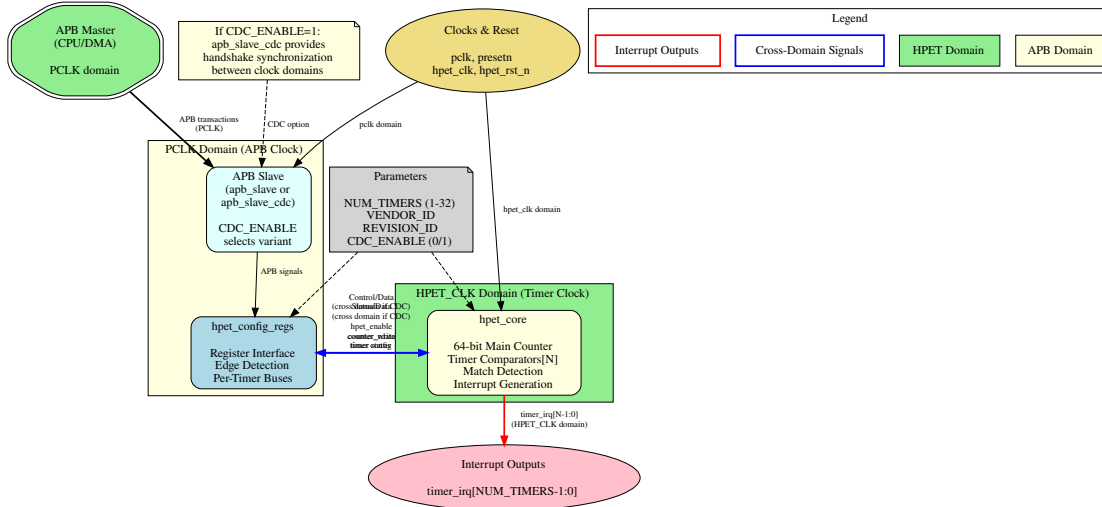 APB Master
(CPU/DMA)
PCLK domain
If CDC_ENABLE=1:
apb_slave_cdc provides
handshake synchronization
between clock domains
Clocks & Reset
pclk, presetn
hpet_clk, hpet_rst_n
Legend
Interrupt Outputs
Cross-Domain Signals
HPET Domain
APB Domain
APB transactions
(PCLK)
CDC option
pclk domain
PCLK Domain (APB Clock)
APB Slave
(apb_slave or
apb_slave_cdc)
CDC_ENABLE
selects variant
Parameters
NUM_TIMERS (1-32)
VENDOR_ID
REVISION_ID
CDC_ENABLE (0/1)
hpet_clk domain
APB signals
HPET_CLK Domain (Timer Clock)
hpet_config_regs
Register Interface
Edge Detection
Per-Timer Buses
Control/Data
(cross domain if CDC)
hpet_enable
hpet_core
64-bit Main Counter
Timer Comparators[N]
Match Detection
Interrupt Generation
timer_irq[N-1:0]
(HPET_CLK domain)
Interrupt Outputs
timer_irq[NUM_TIMERS-1:0]